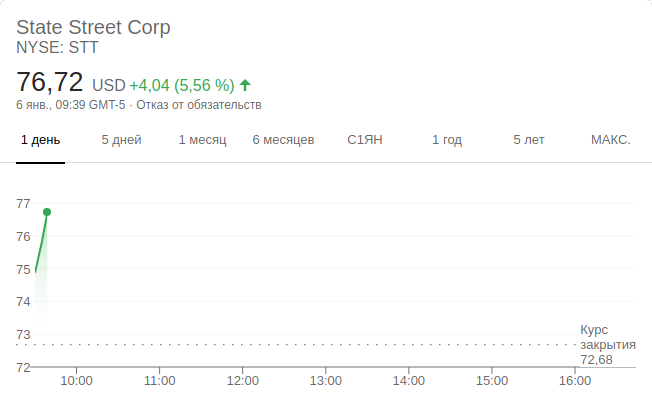 State Street Corp
NYSE: STT
76,72 USD +4,04 (5,56 %)
6 янв., 09:39 GMT-5 · Отказ от обязательств
1 день 5 дней 1 месяц 6 месяцев С1ЯН 1 год 5 лет МАКС.
77
76
75
74
73
72
Курс
закрытия
72,68
10:00 11:00 12:00 13:00 14:00 15:00 16:00